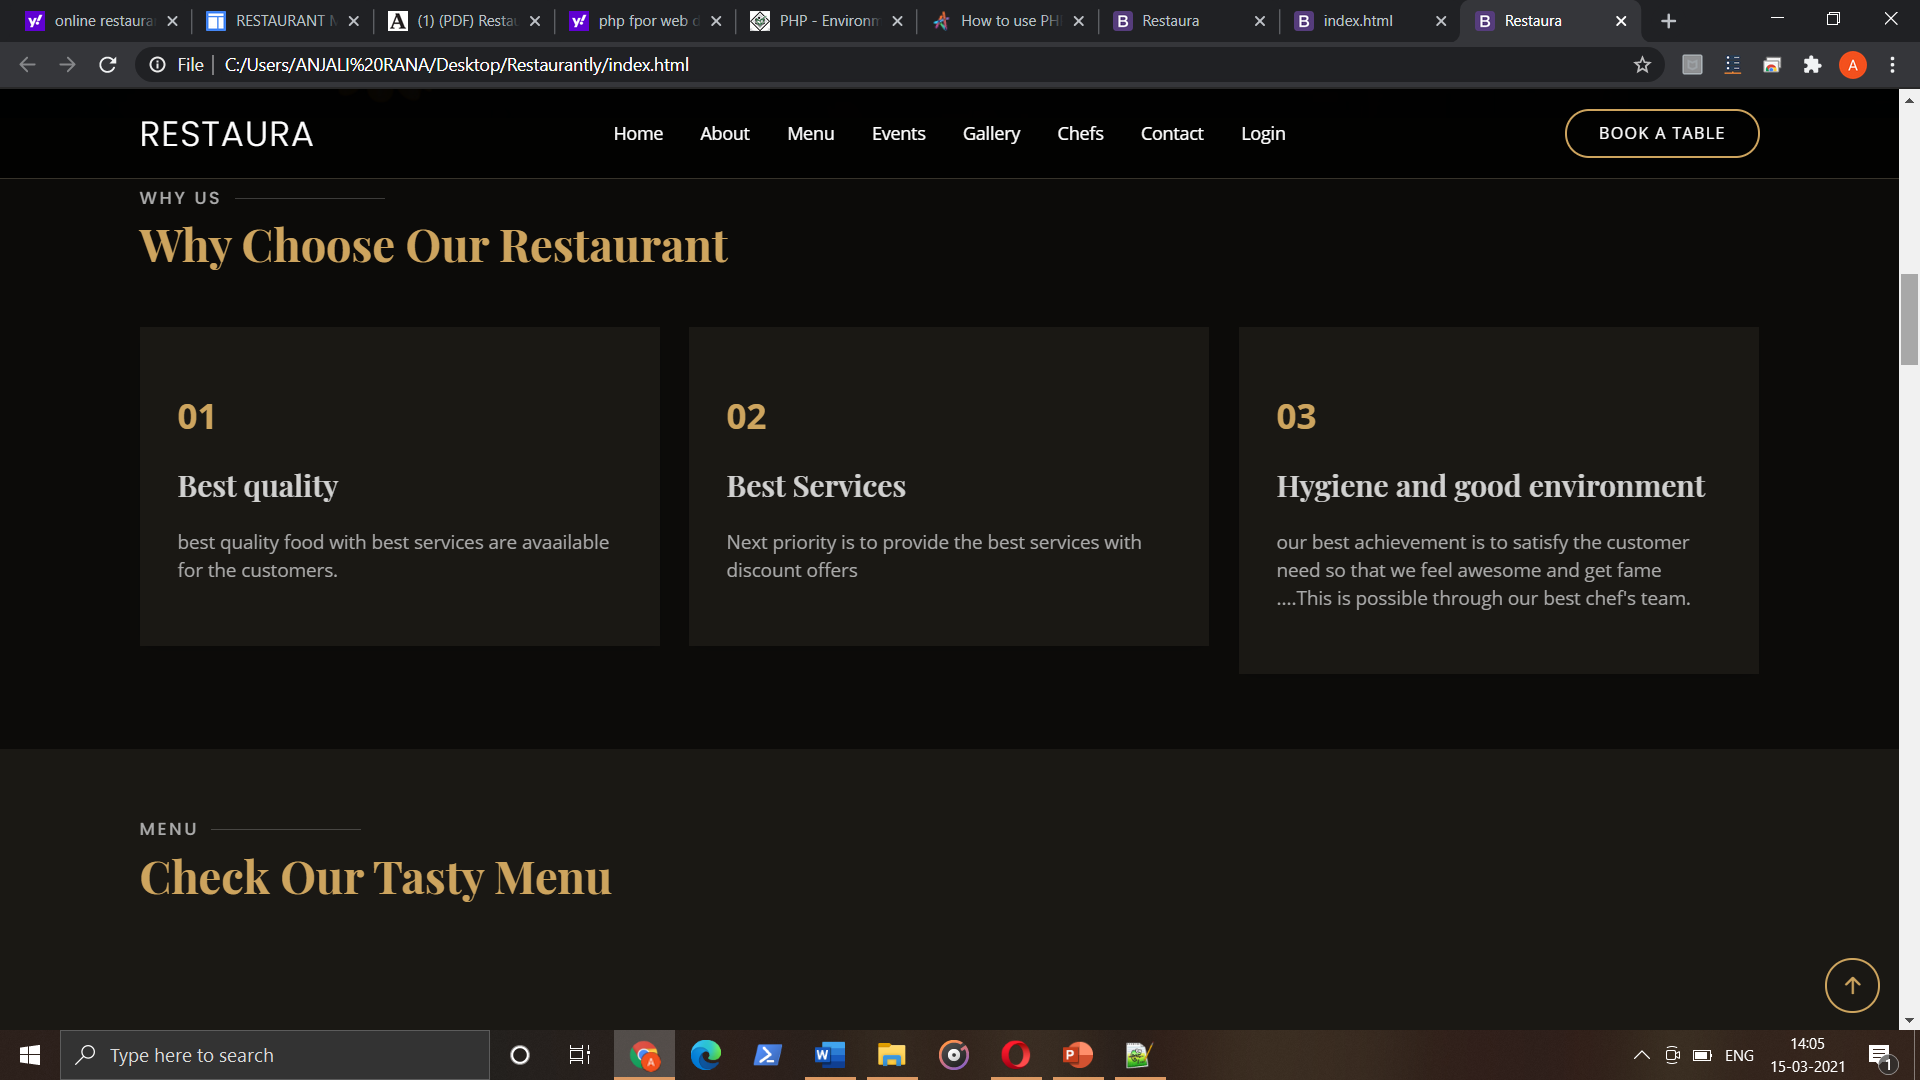 online restaura
RESTAURANT M
(1) (PDF) Restau
php fpor web d
PHP - Environm
How to use PH
Restaura
index.html
Restaura
File
C:/Users/ANJALI%20RANA/Desktop/Restaurantly/index.html
A
RESTAURA
Home
About
Menu
Events
Gallery
Chefs
Contact
Login
BOOK A TABLE
WHY US
Why Choose Our Restaurant
01
Best quality
best quality food with best services are avaailable
for the customers.
02
Best Services
Next priority is to provide the best services with
discount offers
03
Hygiene and good environment
our best achievement is to satisfy the customer
need so that we feel awesome and get fame
....This is possible through our best chef's team.
MENU
Check Our Tasty Menu
Type here to search
ENG
14:05
15-03-2021
1